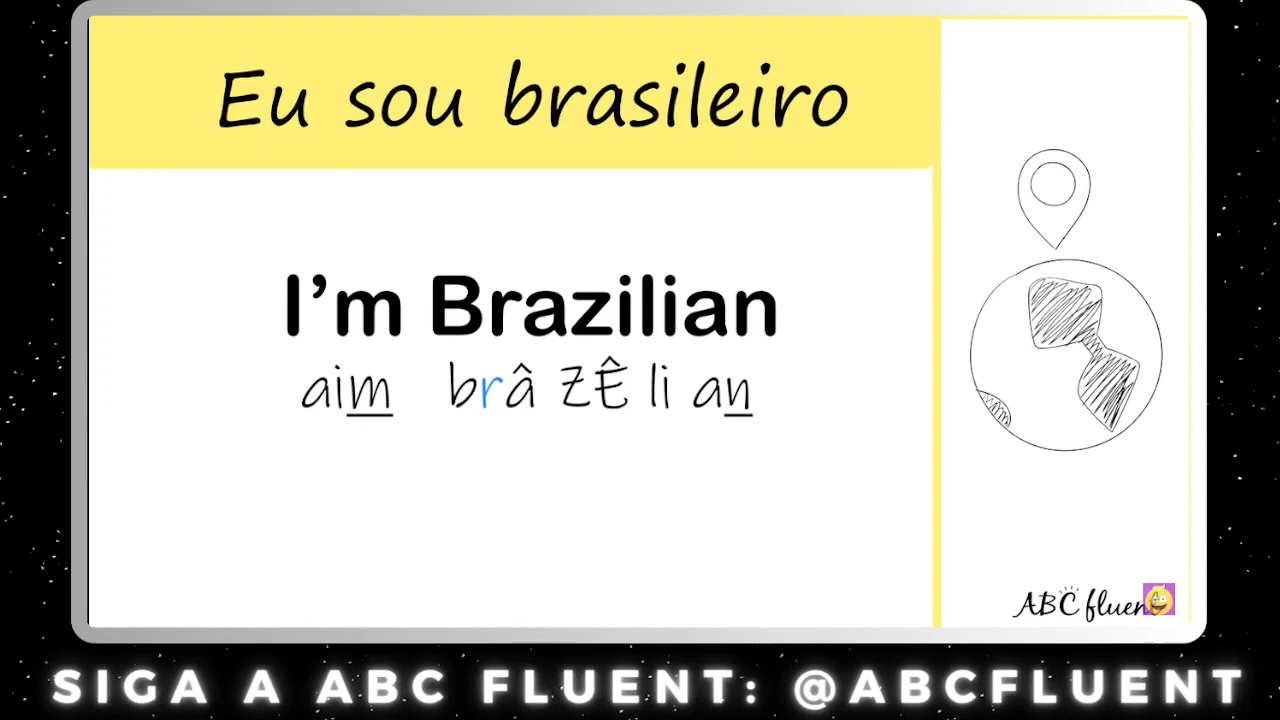 Eu sou brasileiro
I’m Brazilian
aim brâ ZÊ li an
ABC fluent
SIGA A ABC FLUENT: @ABCFLUENT